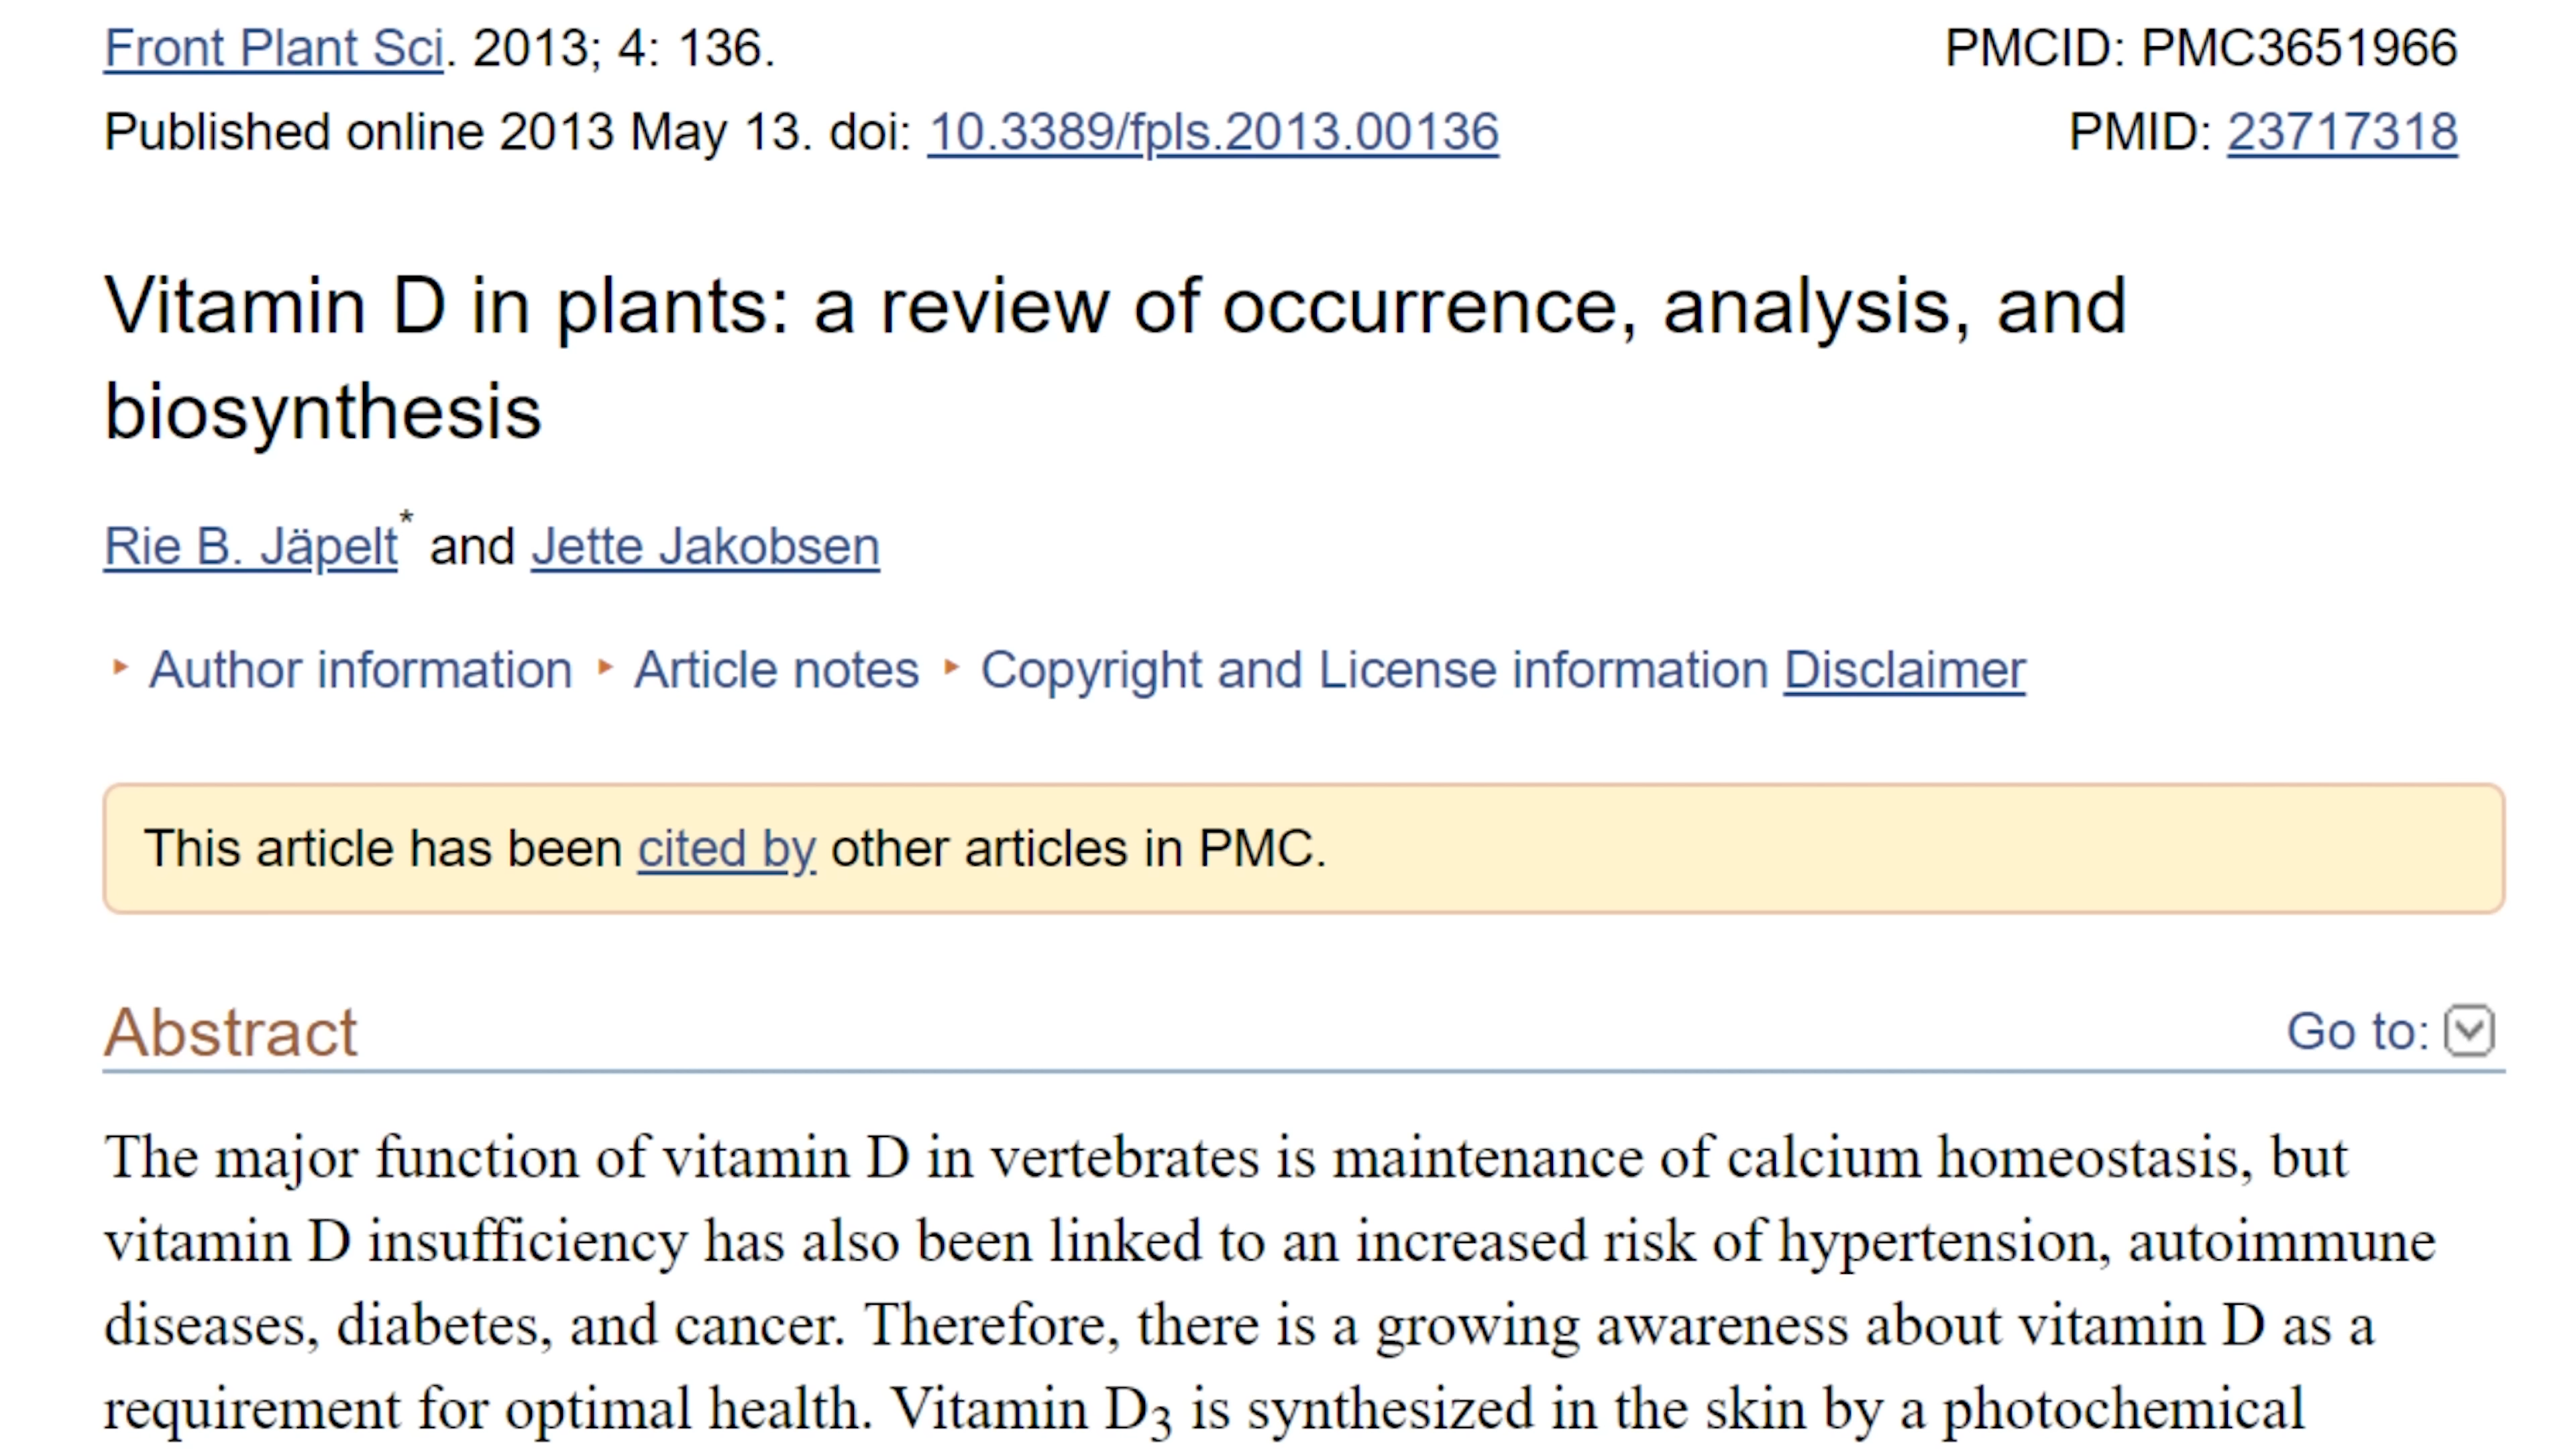 Front Plant Sci. 2013; 4: 136. PMCID: PMC3651966
Published online 2013 May 13. doi: 10.3389/fpls.2013.00136 PMID: 23717318
Vitamin D in plants: a review of occurrence, analysis, and
biosynthesis
Rie B. Jäpelt* and Jette Jakobsen
Author information Article notes Copyright and License information Disclaimer
This article has been cited by other articles in PMC.
Abstract Go to:
The major function of vitamin D in vertebrates is maintenance of calcium homeostasis, but
vitamin D insufficiency has also been linked to an increased risk of hypertension, autoimmune
diseases, diabetes, and cancer. Therefore, there is a growing awareness about vitamin D as a
requirement for optimal health. Vitamin D3 is synthesized in the skin by a photochemical